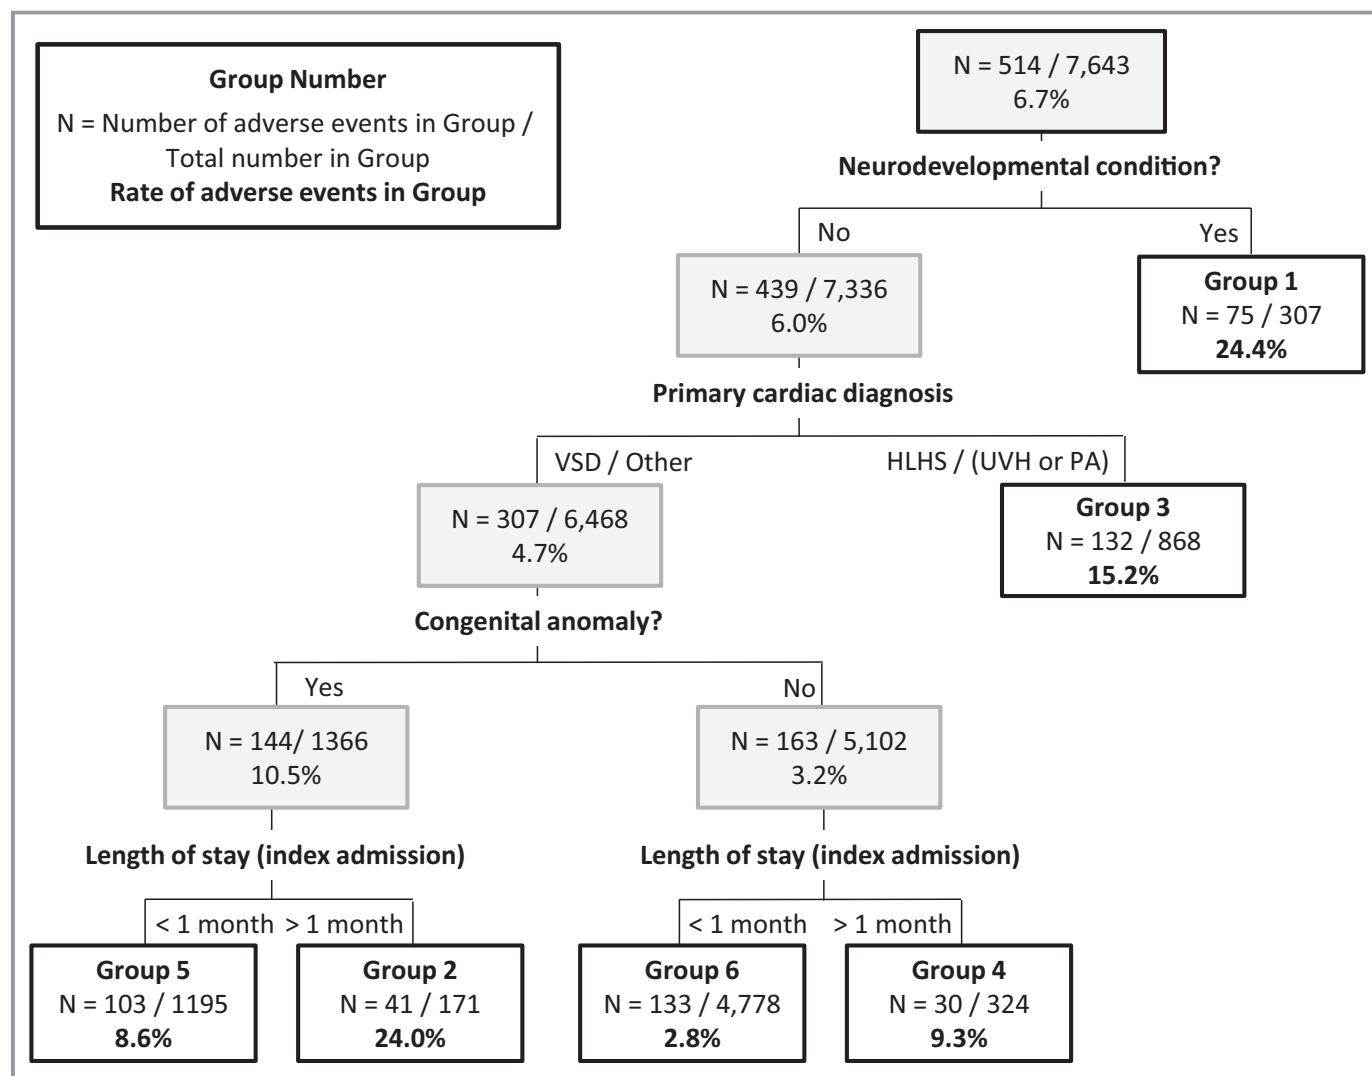 Group Number
N = Number of adverse events in Group /
Total number in Group
Rate of adverse events in Group
N = 514 / 7,643
6.7%
Neurodevelopmental condition?
No
Yes
N = 439 / 7,336
6.0%
Group 1
N = 75 / 307
24.4%
Primary cardiac diagnosis
VSD / Other
HLHS / (UVH or PA)
N = 307 / 6,468
4.7%
Group 3
N = 132 / 868
15.2%
Congenital anomaly?
Yes
No
N = 144/ 1366
10.5%
N = 163 / 5,102
3.2%
Length of stay (index admission)
Length of stay (index admission)
< 1 month
> 1 month
< 1 month
> 1 month
Group 5
N = 103 / 1195
8.6%
Group 2
N = 41 / 171
24.0%
Group 6
N = 133 / 4,778
2.8%
Group 4
N = 30 / 324
9.3%